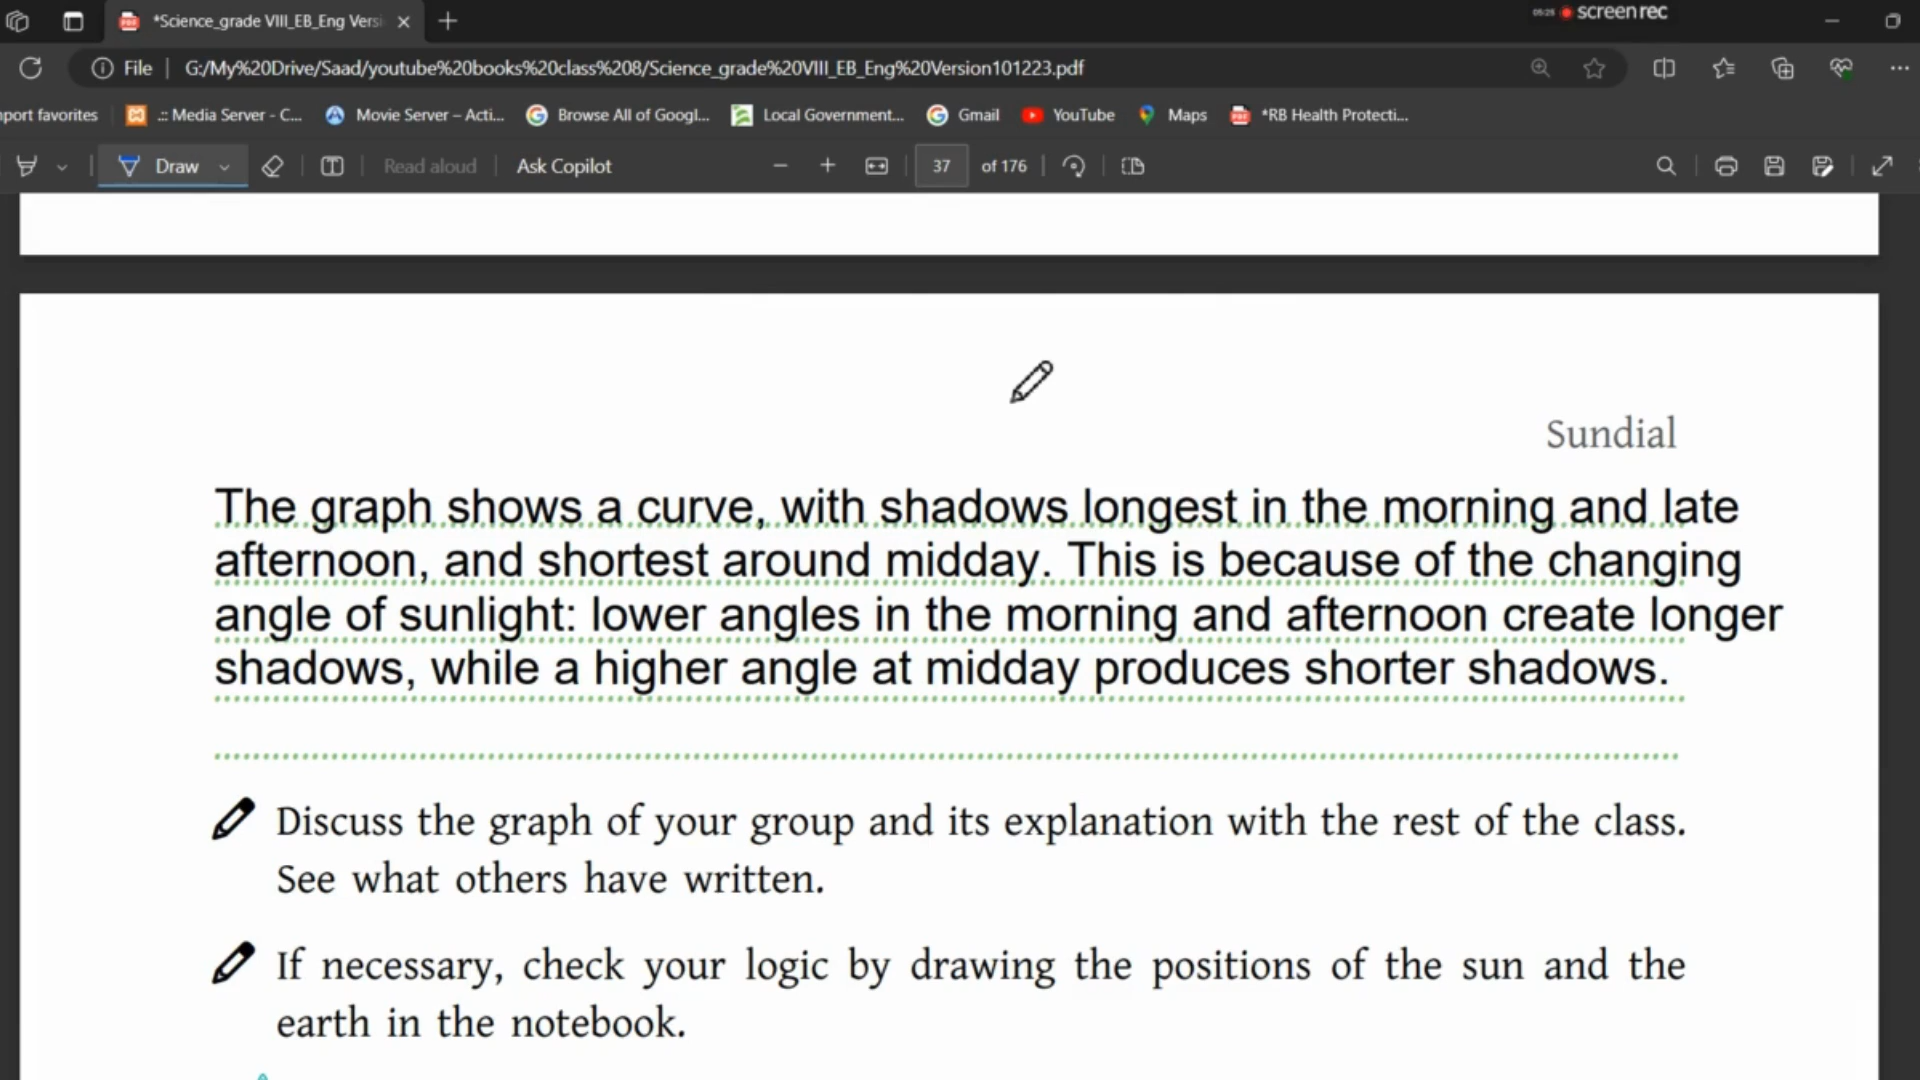 *Science_grade VIII_EB_Eng Versi
05:25 screenrec
File G:/My%20Drive/Saad/youtube%20books%20class%208/Science_grade%20VIII_EB_Eng%20Version101223.pdf
port favorites .:: Media Server - C... Movie Server – Acti... Browse All of Googl... Local Government... Gmail YouTube Maps *RB Health Protecti...
Draw Read aloud Ask Copilot 37 of 176
Sundial
The graph shows a curve, with shadows longest in the morning and late
afternoon, and shortest around midday. This is because of the changing
angle of sunlight: lower angles in the morning and afternoon create longer
shadows, while a higher angle at midday produces shorter shadows.
Discuss the graph of your group and its explanation with the rest of the class.
See what others have written.
If necessary, check your logic by drawing the positions of the sun and the
earth in the notebook.